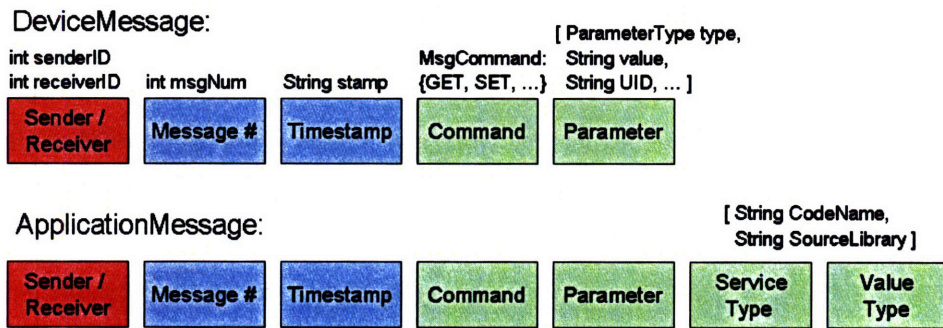 DeviceMessage:
[ ParameterType type,
int senderID
MsgCommand:
String value,
int receiverID
int msgNum
String stamp
{GET, SET, ...}
String UID, ... ]
Sender /
Receiver
Message #
Timestamp
Command
Parameter
ApplicationMessage:
[ String CodeName,
String SourceLibrary ]
Sender /
Receiver
Message #
Timestamp
Command
Parameter
Service
Type
Value
Type